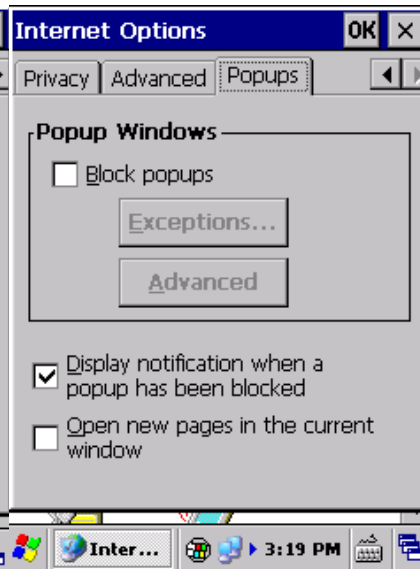 Internet Options OK ×
Privacy Advanced Popups
Popup Windows
Block popups
Exceptions...
Advanced
Display notification when a
popup has been blocked
Open new pages in the current
window
Inter... 3:19 PM